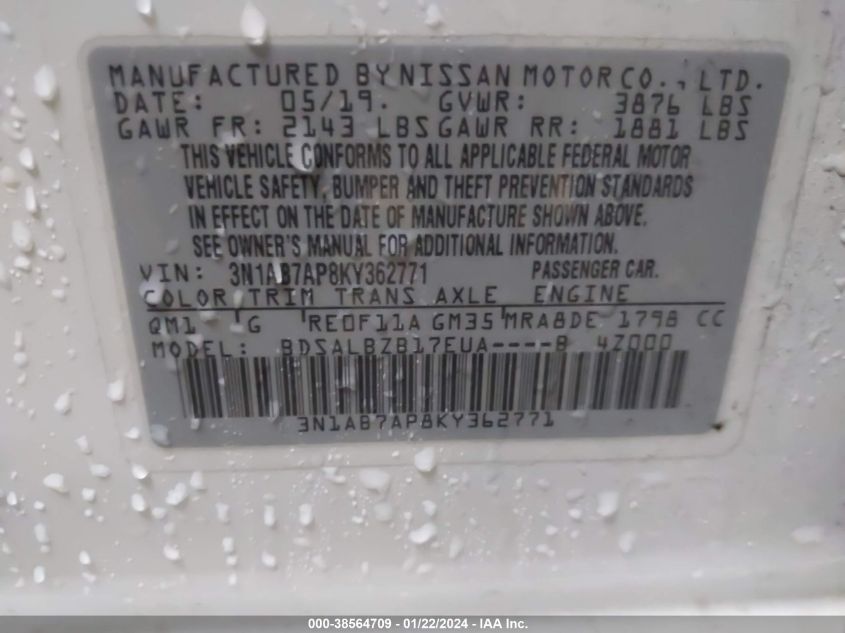 MANUFACTURED BY NISSAN MOTOR CO., LTD.
DATE: 05/19. GVWR: 3876 LBS
GAWR FR: 2143 LBS GAWR RR: 1881 LBS
THIS VEHICLE CONFORMS TO ALL APPLICABLE FEDERAL MOTOR
VEHICLE SAFETY, BUMPER AND THEFT PREVENTION STANDARDS
IN EFFECT ON THE DATE OF MANUFACTURE SHOWN ABOVE.
SEE OWNER'S MANUAL FOR ADDITIONAL INFORMATION.
VIN: 3N1AB7AP8KY362771 PASSENGER CAR.
COLOR TRIM TRANS AXLE ENGINE
QM1 G RE0F11A GM35 MRA8DE 1798 CC
MODEL: BDSALBZB17EUA----B 4Z000
3N1AB7AP8KY362771
000-38564709 - 01/22/2024 - IAAI.com.